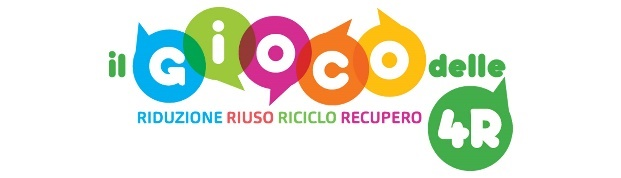 il GiOCO delle
4R
RIDUZIONE RIUSO RICICLO RECUPERO